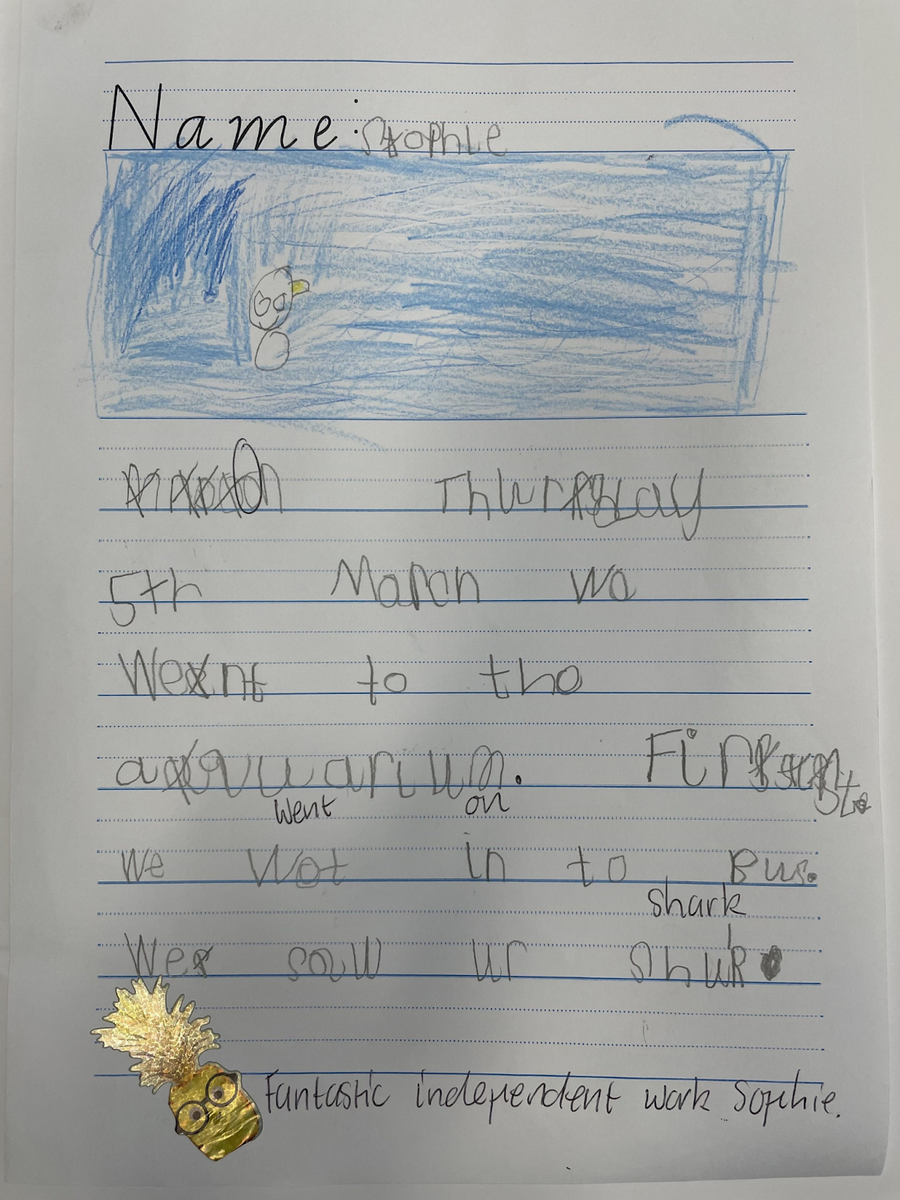 Name: Sophie
On Thursday
5th March we
Went to the
aquarium. First
went on
We Wot in to Bus.
shark
We saw ur Shuk
Fantastic independent work Sophie.